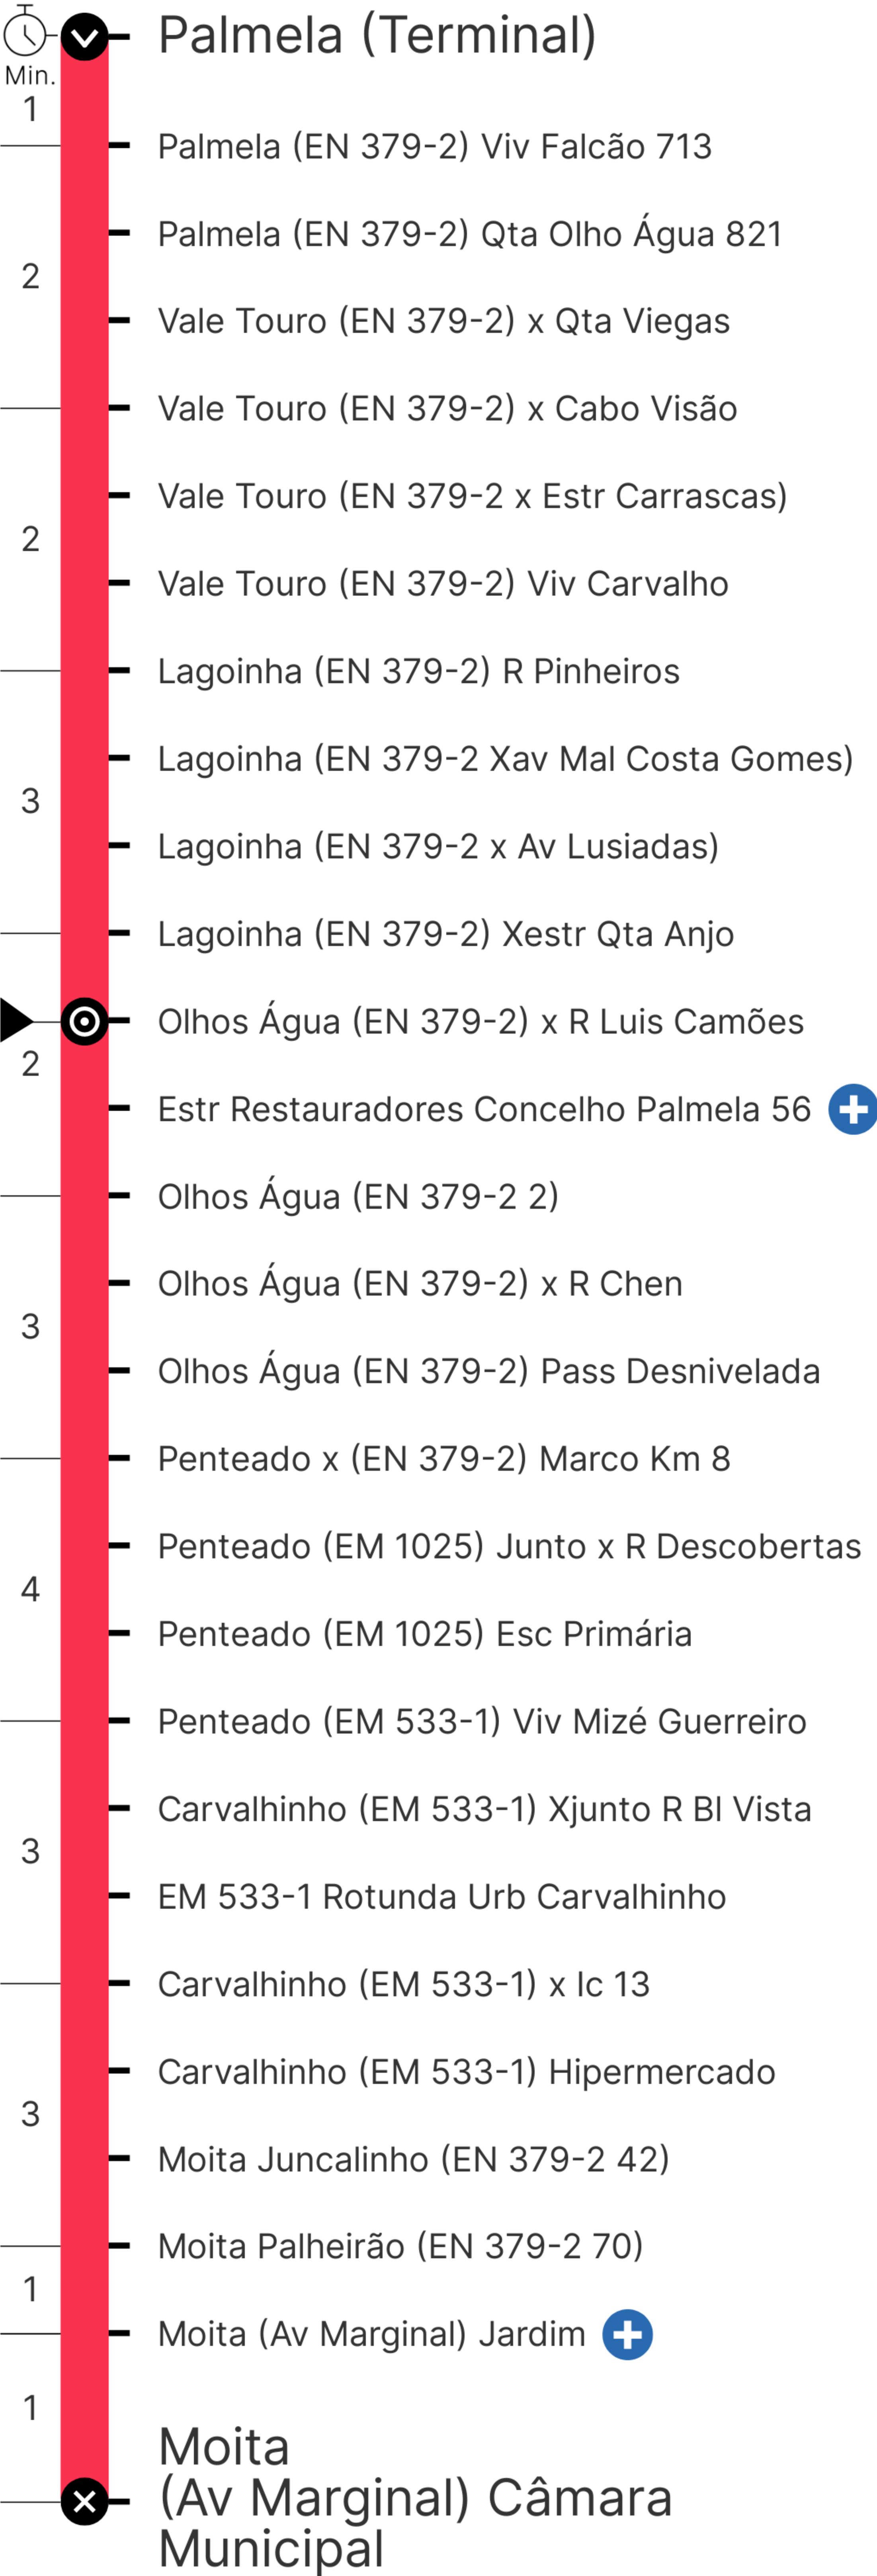 Palmela (Terminal)
Min.
1
Palmela (EN 379-2) Viv Falcão 713
Palmela (EN 379-2) Qta Olho Água 821
2
Vale Touro (EN 379-2) x Qta Viegas
Vale Touro (EN 379-2) x Cabo Visão
Vale Touro (EN 379-2 x Estr Carrascas)
2
Vale Touro (EN 379-2) Viv Carvalho
Lagoinha (EN 379-2) R Pinheiros
Lagoinha (EN 379-2 Xav Mal Costa Gomes)
3
Lagoinha (EN 379-2 x Av Lusiadas)
Lagoinha (EN 379-2) Xestr Qta Anjo
Olhos Água (EN 379-2) x R Luis Camões
2
Estr Restauradores Concelho Palmela 56
Olhos Água (EN 379-2 2)
Olhos Água (EN 379-2) x R Chen
3
Olhos Água (EN 379-2) Pass Desnivelada
Penteado x (EN 379-2) Marco Km 8
Penteado (EM 1025) Junto x R Descobertas
4
Penteado (EM 1025) Esc Primária
Penteado (EM 533-1) Viv Mizé Guerreiro
Carvalhinho (EM 533-1) Xjunto R Bl Vista
3
EM 533-1 Rotunda Urb Carvalhinho
Carvalhinho (EM 533-1) x Ic 13
Carvalhinho (EM 533-1) Hipermercado
3
Moita Juncalinho (EN 379-2 42)
Moita Palheirão (EN 379-2 70)
1
Moita (Av Marginal) Jardim
1
Moita
(Av Marginal) Câmara
Municipal